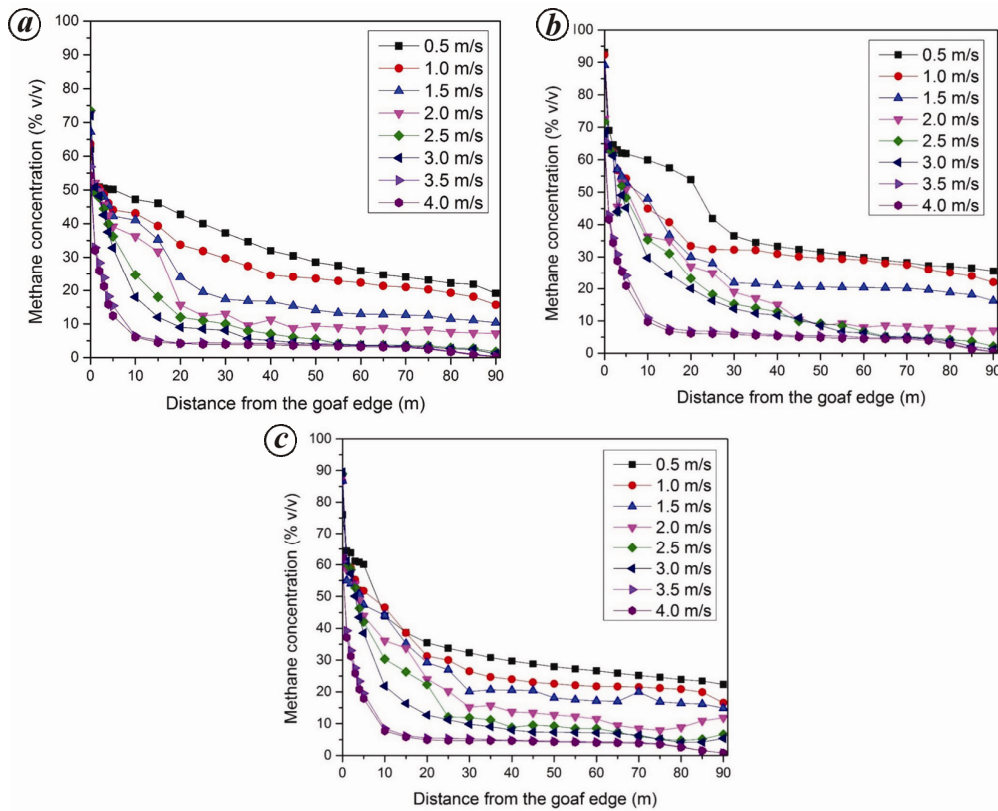 a
100
90
80
70
60
50
40
30
20
10
0
Methane concentration (% v/v)
0 10 20 30 40 50 60 70 80 90
Distance from the goaf edge (m)
0.5 m/s
1.0 m/s
1.5 m/s
2.0 m/s
2.5 m/s
3.0 m/s
3.5 m/s
4.0 m/s
b
100
90
80
70
60
50
40
30
20
10
0
Methane concentration (% v/v)
0 10 20 30 40 50 60 70 80 90
Distance from the goaf edge (m)
0.5 m/s
1.0 m/s
1.5 m/s
2.0 m/s
2.5 m/s
3.0 m/s
3.5 m/s
4.0 m/s
c
100
90
80
70
60
50
40
30
20
10
0
Methane concentration (% v/v)
0 10 20 30 40 50 60 70 80 90
Distance from the goaf edge (m)
0.5 m/s
1.0 m/s
1.5 m/s
2.0 m/s
2.5 m/s
3.0 m/s
3.5 m/s
4.0 m/s